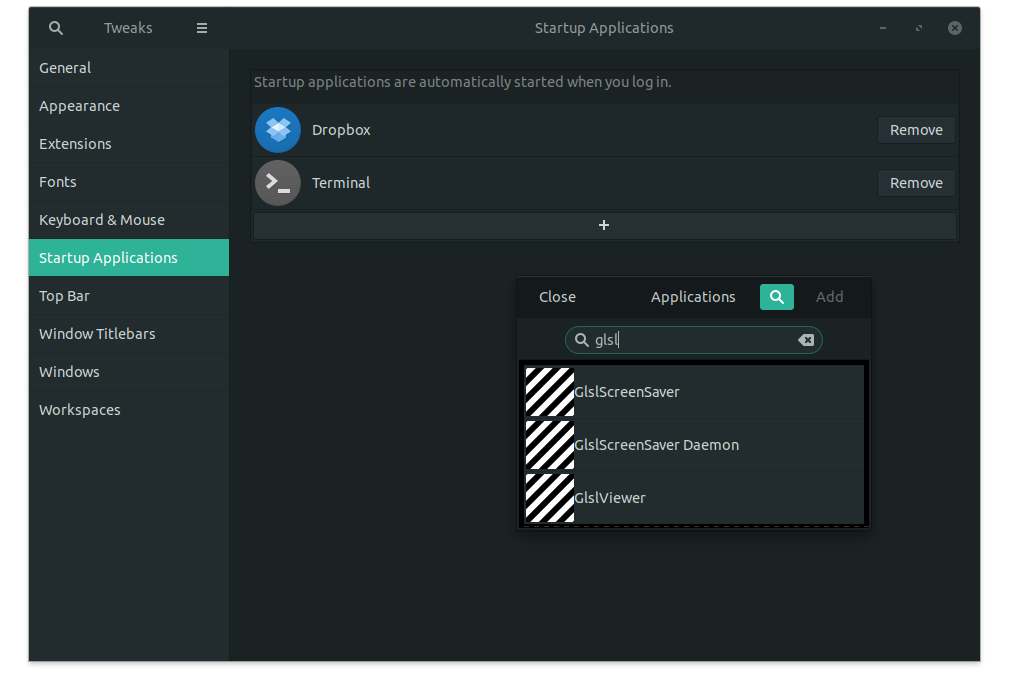 Tweaks
Startup Applications
General
Appearance
Extensions
Fonts
Keyboard & Mouse
Startup Applications
Top Bar
Window Titlebars
Windows
Workspaces
Startup applications are automatically started when you log in.
Dropbox Remove
Terminal Remove
+
Close Applications Add
glsl
GlslScreenSaver
GlslScreenSaver Daemon
GlslViewer